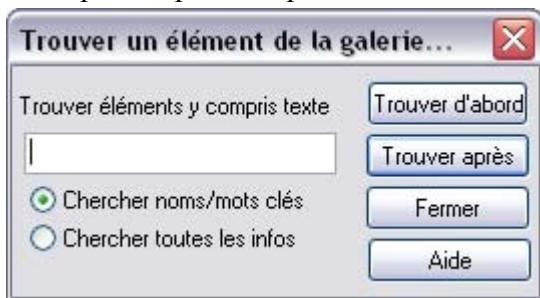 Trouver un élément de la galerie...
Trouver éléments y compris texte
Trouver d'abord
Trouver après
Chercher noms/mots clés
Chercher toutes les infos
Fermer
Aide